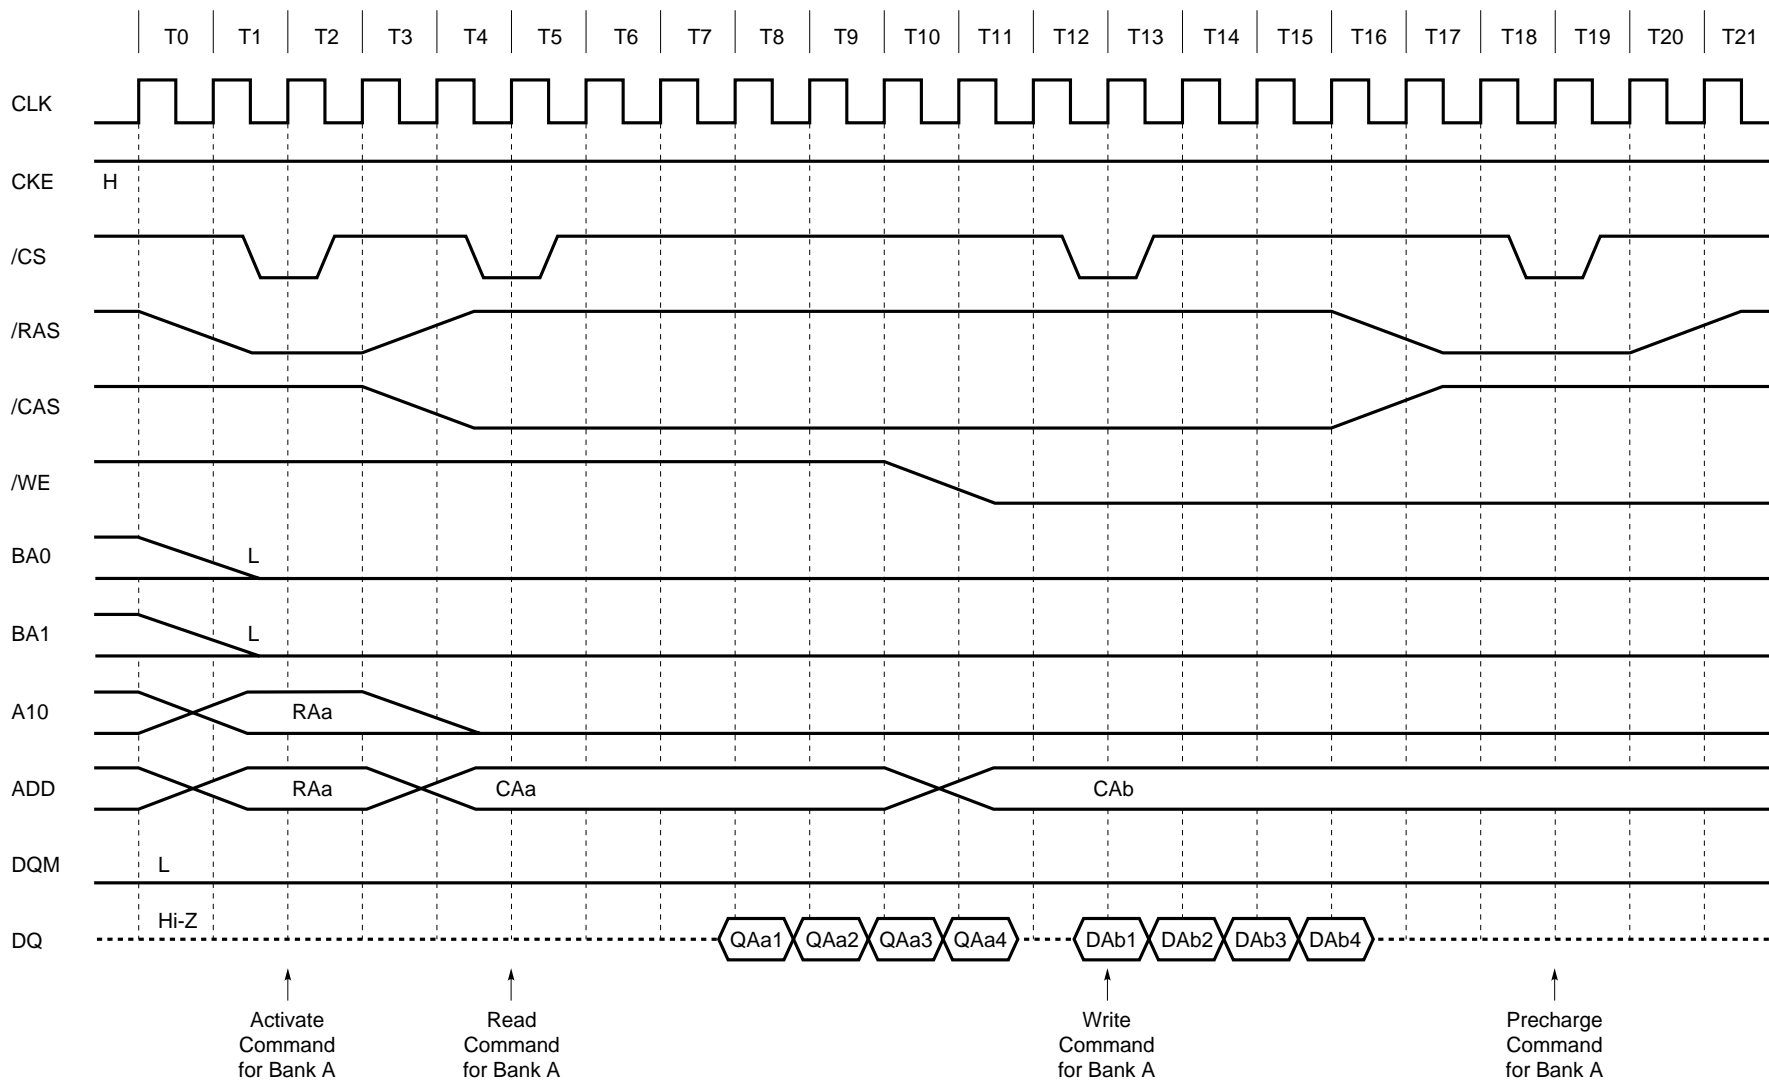 T0 T1 T2 T3 T4 T5 T6 T7 T8 T9 T10 T11 T12 T13 T14 T15 T16 T17 T18 T19 T20 T21
CLK
CKE H
/CS
/RAS
/CAS
/WE
BA0 L
BA1 L
A10 RAa
ADD RAa CAa CAb
DQM L
Hi-Z
DQ QAa1 QAa2 QAa3 QAa4 DAb1 DAb2 DAb3 DAb4
Activate
Command
for Bank A
Read
Command
for Bank A
Write
Command
for Bank A
Precharge
Command
for Bank A